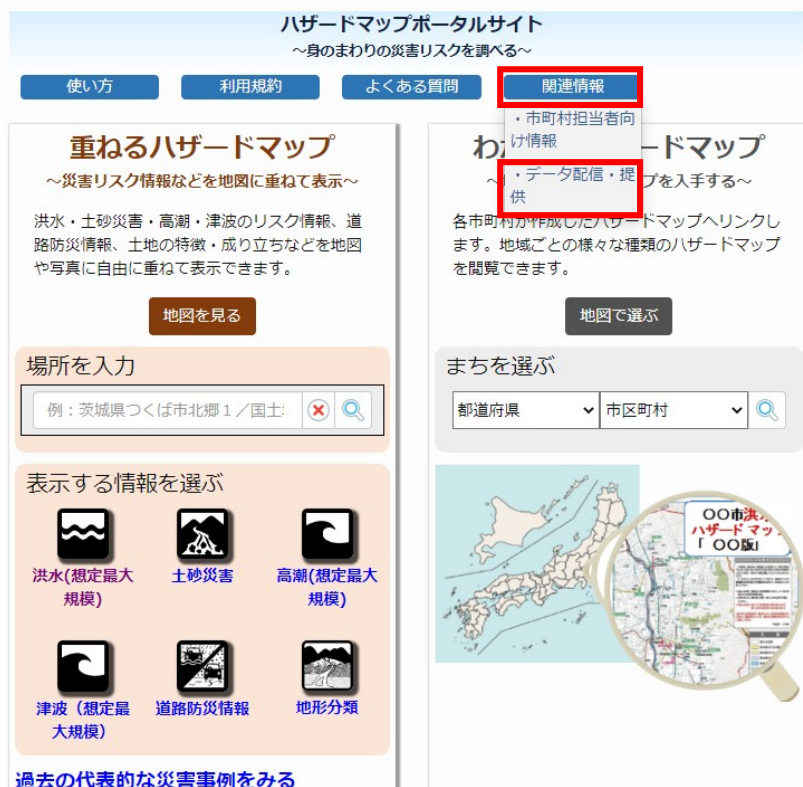 ハザードマップポータルサイト
～身のまわりの災害リスクを調べる～
使い方
利用規約
よくある質問
関連情報
・市町村担当者向
け情報
・データ配信・提
供
重ねるハザードマップ
～災害リスク情報などを地図に重ねて表示～
洪水・土砂災害・高潮・津波のリスク情報、道
路防災情報、土地の特徴・成り立ちなどを地図
や写真に自由に重ねて表示できます。
地図を見る
場所を入力
例：茨城県つくば市北郷１／国土
表示する情報を選ぶ
洪水(想定最大
規模)
土砂災害
高潮(想定最大
規模)
津波（想定最
大規模）
道路防災情報
地形分類
過去の代表的な災害事例をみる
わ
ードマップ
～
プを入手する～
各市町村が作成したハザードマップへリンクし
ます。地域ごとの様々な種類のハザードマップ
を閲覧できます。
地図で選ぶ
まちを選ぶ
都道府県
市区町村
〇〇市洪水
ハザードマッ
「 〇〇版」